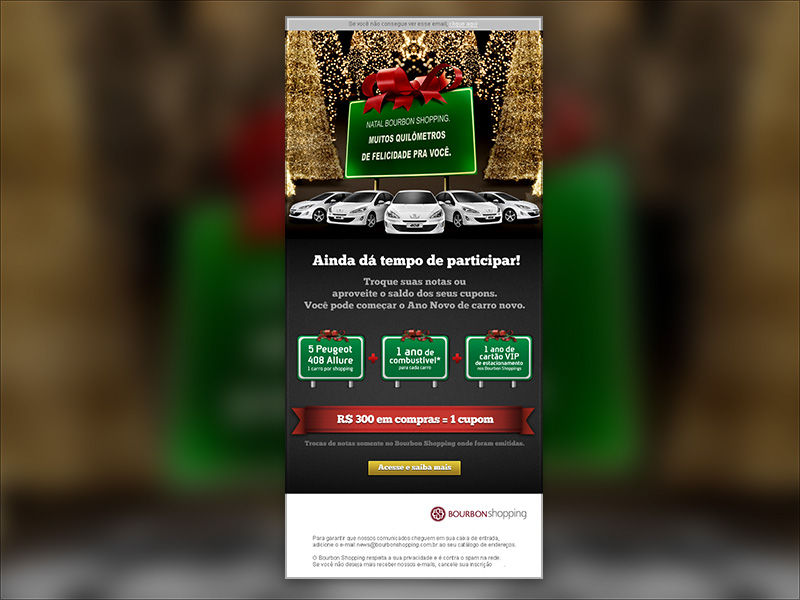 Se você não consegue ver esse email, clique aqui
NATAL BOURBON SHOPPING.
MUITOS QUILÔMETROS
DE FELICIDADE PRA VOCÊ.
408
Ainda dá tempo de participar!
Troque suas notas ou
aproveite o saldo dos seus cupons.
Você pode começar o Ano Novo de carro novo.
5 Peugeot
408 Allure
1 carro por shopping
+
1 ano de
combustível*
para cada carro
+
1 ano de
cartão VIP
de estacionamento
nos Bourbon Shoppings
R$ 300 em compras = 1 cupom
Trocas de notas somente no Bourbon Shopping onde foram emitidas.
Acesse e saiba mais
BOURBONshopping
Para garantir que nossos comunicados cheguem em sua caixa de entrada,
adicione o e-mail news@bourbonshopping.com.br ao seu catálogo de endereços.
O Bourbon Shopping respeita a sua privacidade e é contra o spam na rede.
Se você não deseja mais receber nossos e-mails, cancele sua inscrição